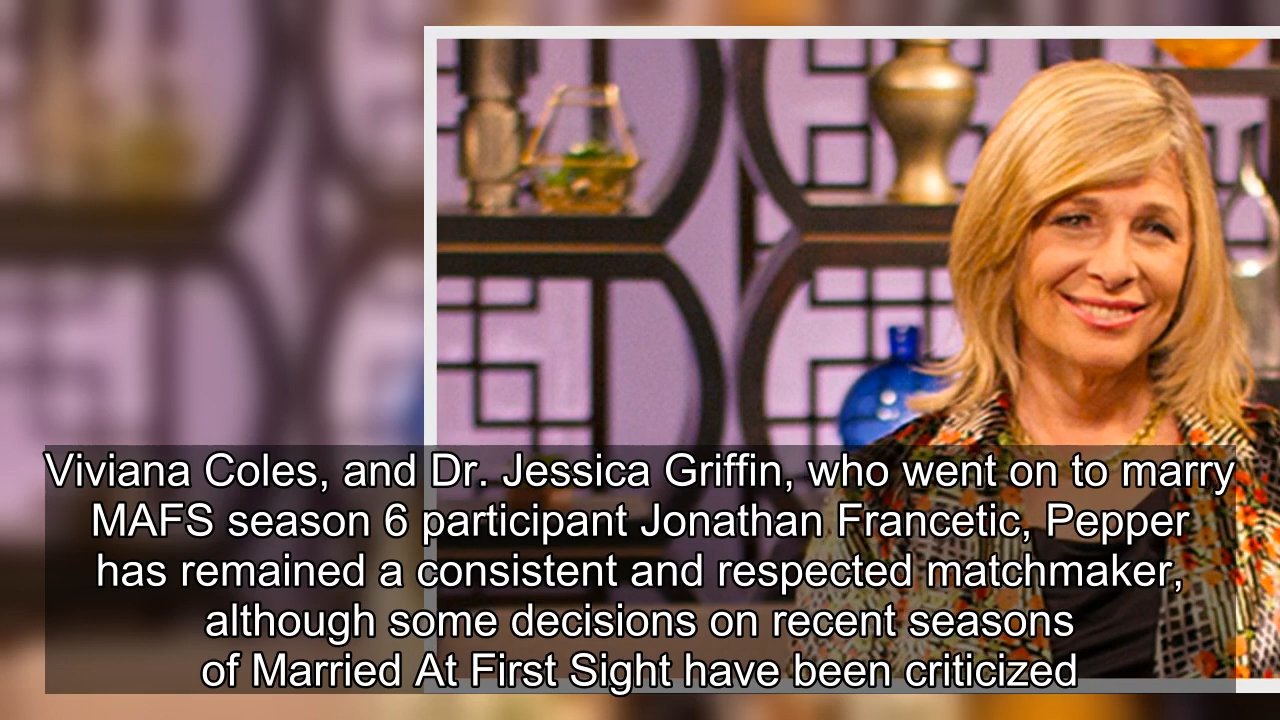 Viviana Coles, and Dr. Jessica Griffin, who went on to marry
MAFS season 6 participant Jonathan Francetic, Pepper
has remained a consistent and respected matchmaker,
although some decisions on recent seasons
of Married At First Sight have been criticized